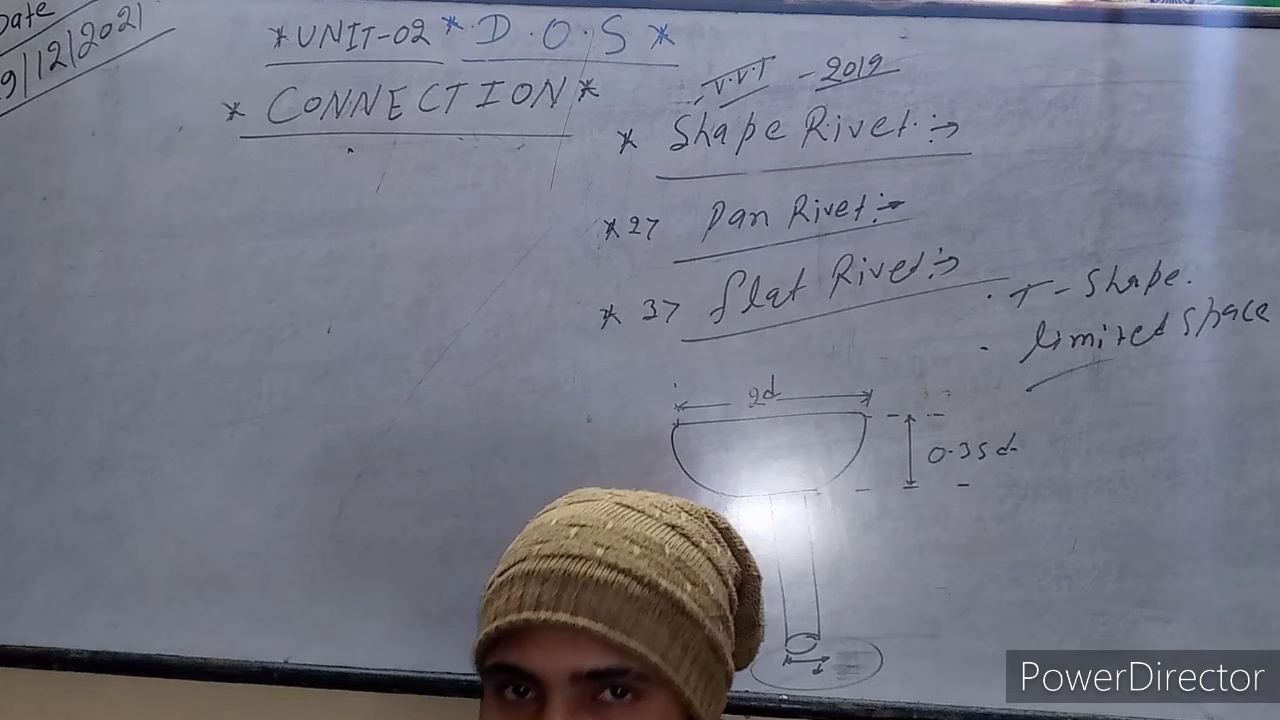 Date
9/12/2021
*UNIT-02 * D.O.S *
* CONNECTION *
V.V.I - 2019
* Shape Rivet :->
* 2> Pan Rivet :->
* 3> flat Rivet :->
. T-Shape.
. limited Space
2d
0.35d
d
PowerDirector